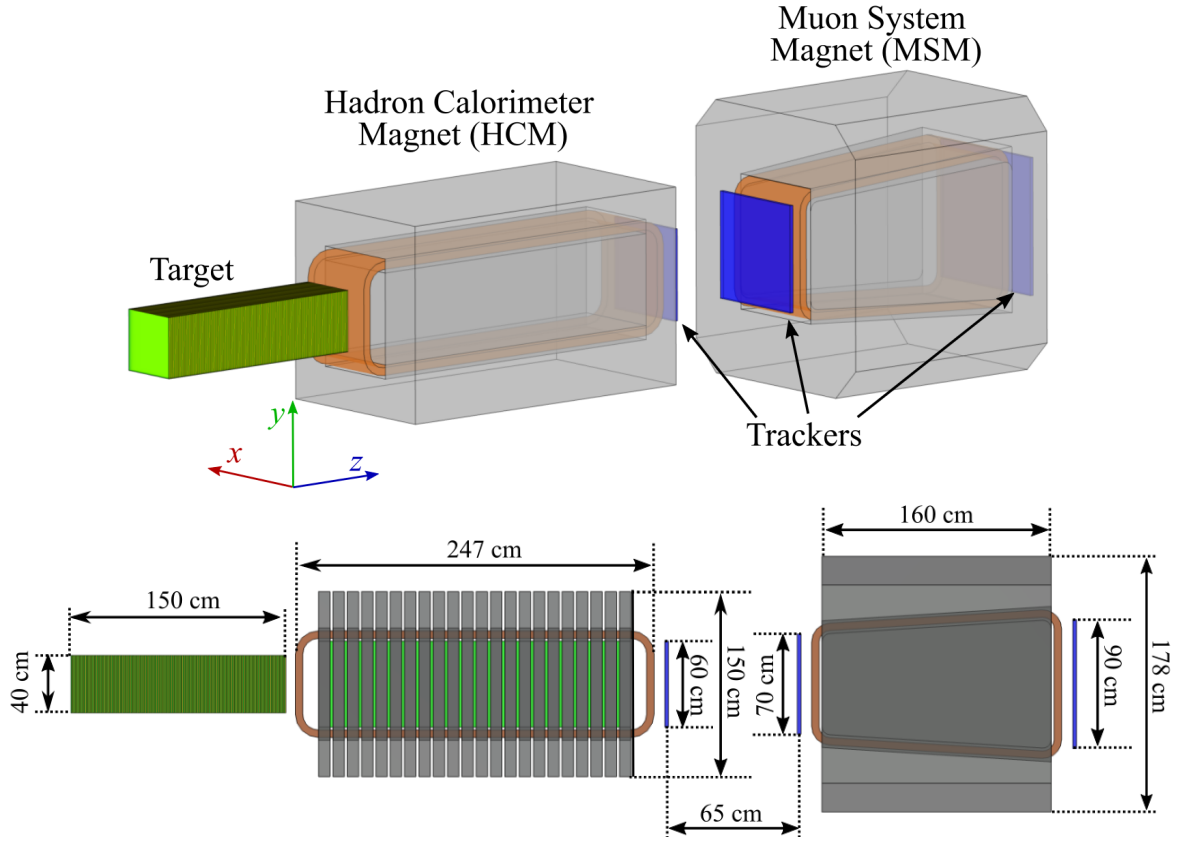 Muon System
Magnet (MSM)
Hadron Calorimeter
Magnet (HCM)
Target
Trackers
y
x
z
160 cm
247 cm
150 cm
40 cm
60 cm
150 cm
70 cm
90 cm
178 cm
65 cm